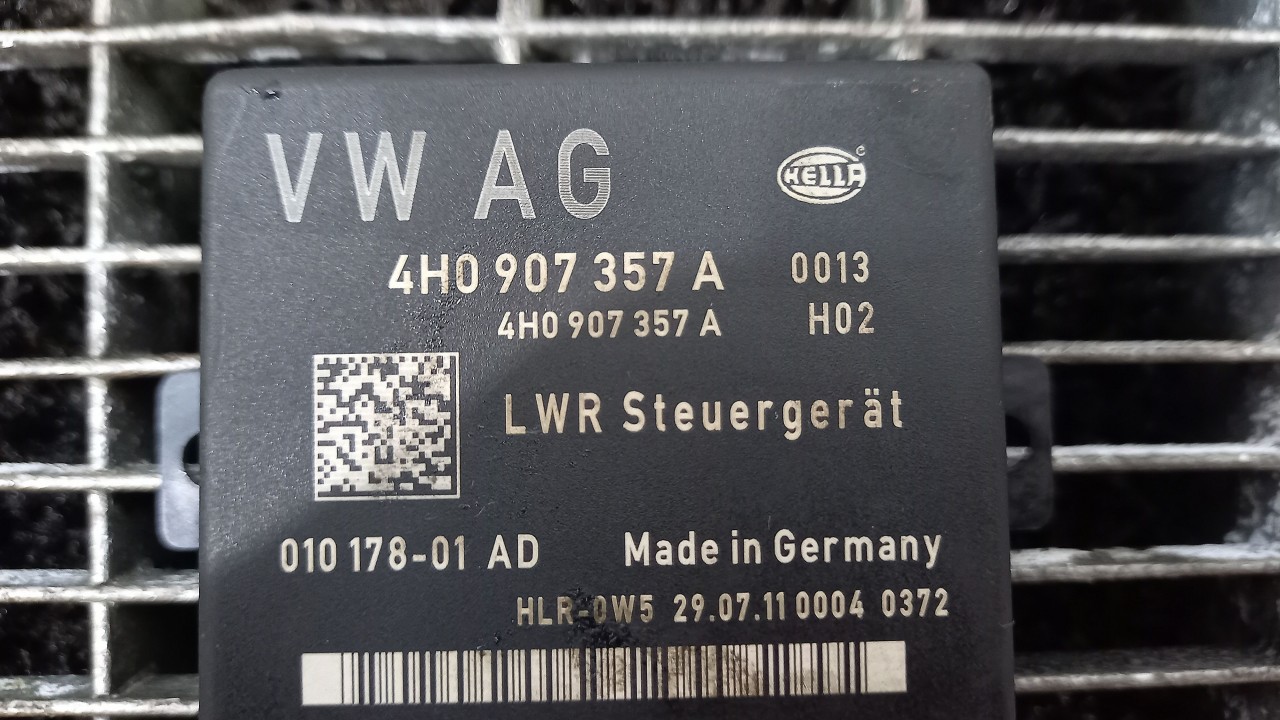 VW AG HELLA
4H0 907 357 A 0013
4H0 907 357 A H02
LWR Steuergerät
010 178-01 AD Made in Germany
HLR-0W5 29.07.11 0004 0372